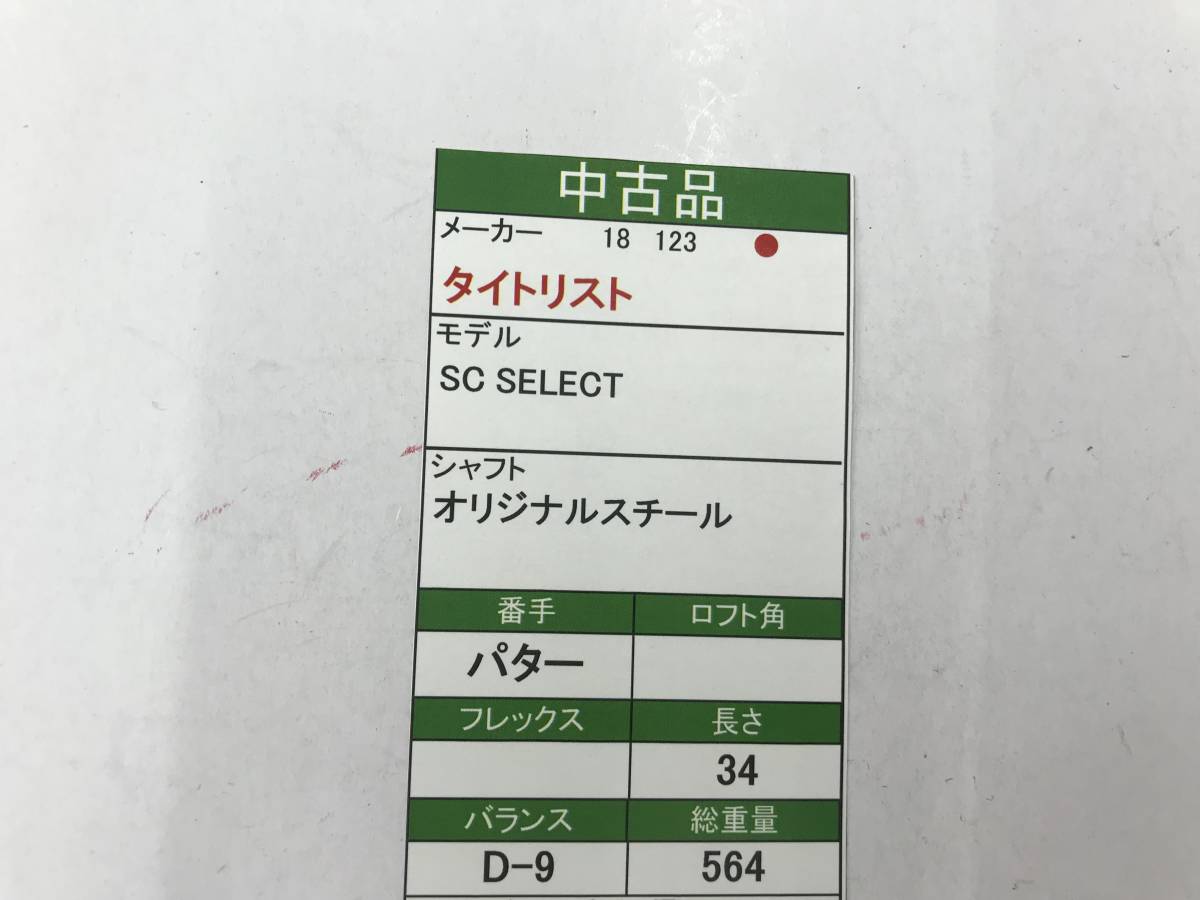 中古品
メーカー 18 123
タイトリスト
モデル
SC SELECT
シャフト
オリジナルスチール
番手 ロフト角
パター
フレックス 長さ
34
バランス 総重量
D-9 564